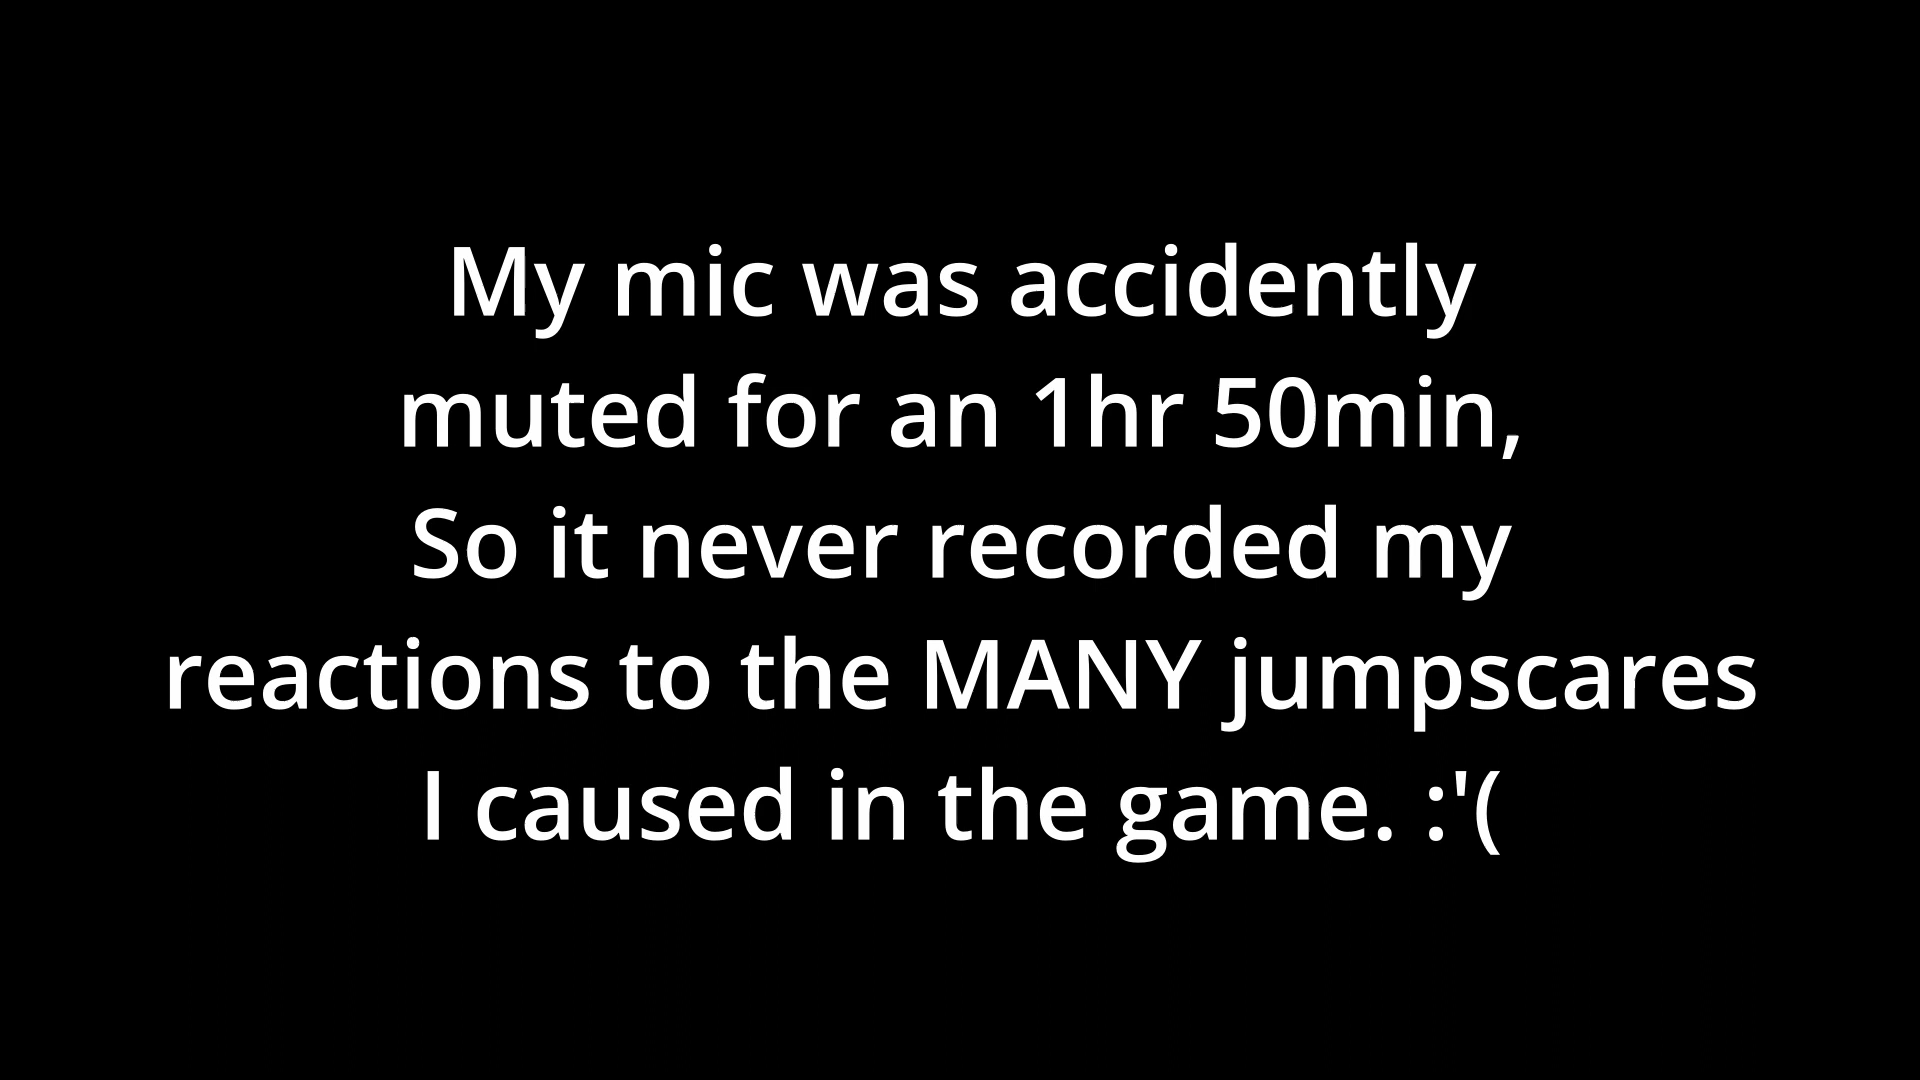 My mic was accidently
muted for an 1hr 50min,
So it never recorded my
reactions to the MANY jumpscares
I caused in the game. :'(